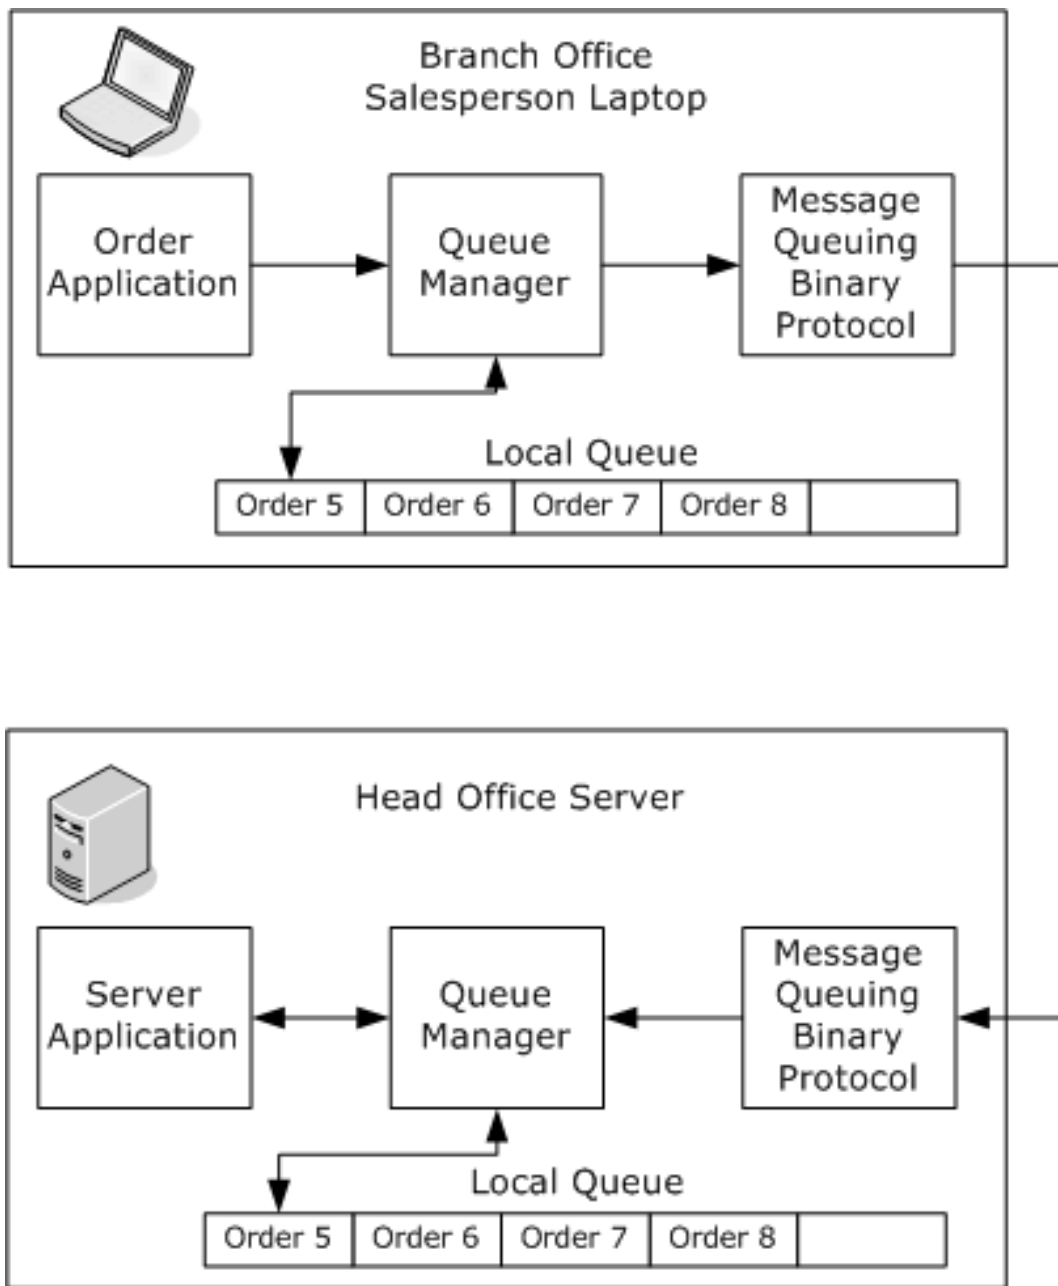 Branch Office
Salesperson Laptop
Order
Application
Queue
Manager
Message
Queuing
Binary
Protocol
Local Queue
Order 5
Order 6
Order 7
Order 8
Head Office Server
Server
Application
Queue
Manager
Message
Queuing
Binary
Protocol
Local Queue
Order 5
Order 6
Order 7
Order 8